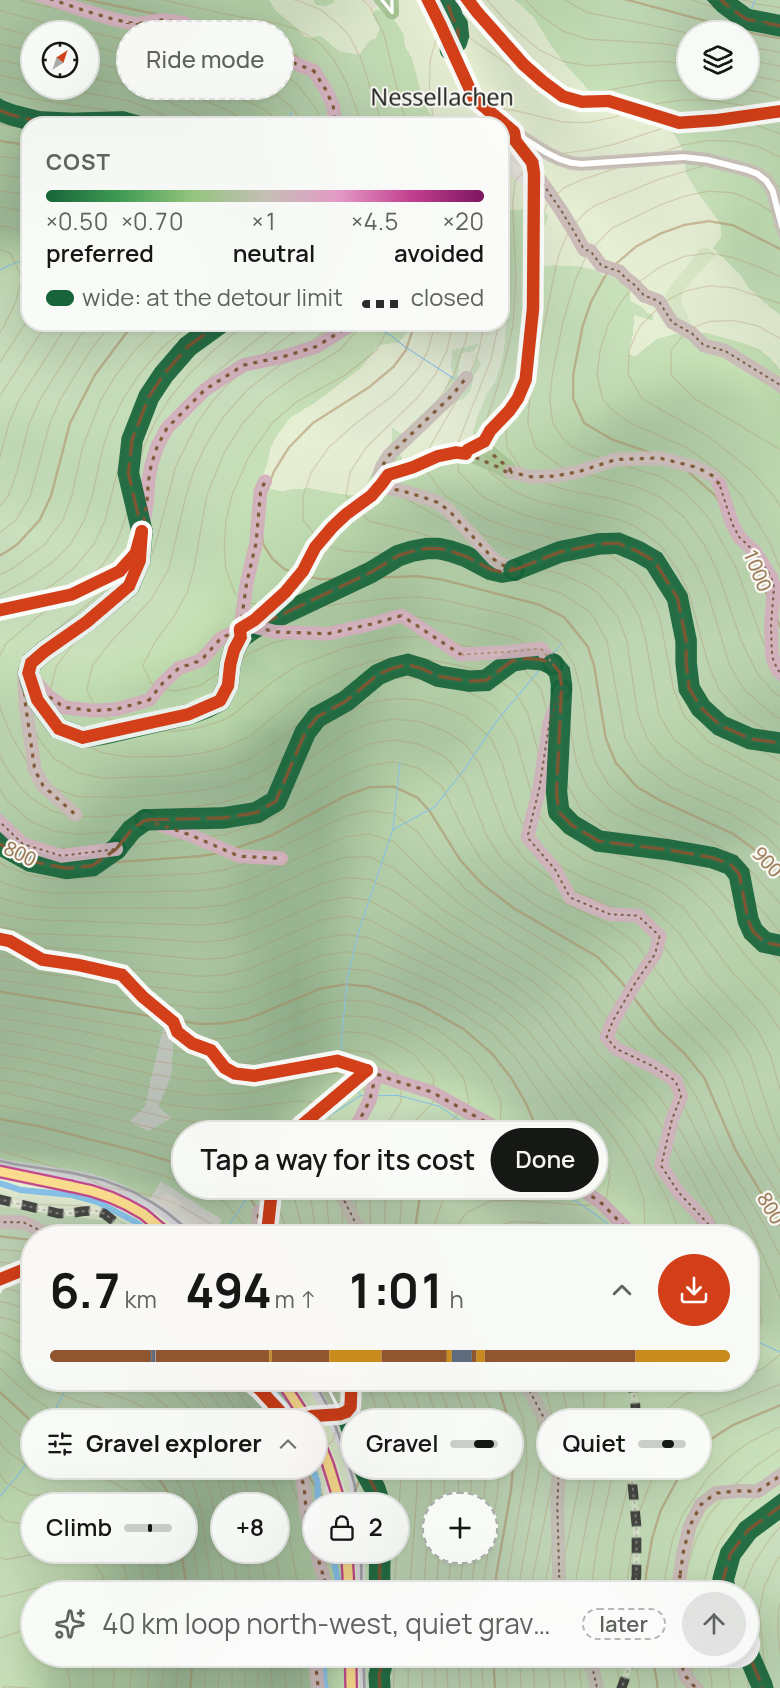 Ride mode
Nessellachen
COST
×0.50 ×0.70 ×1 ×4.5 ×20
preferred neutral avoided
wide: at the detour limit closed
1000
800
900
800
Tap a way for its cost Done
6.7 km 494 m ↑ 1:01 h
Gravel explorer Gravel Quiet
Climb +8 2 +
40 km loop north-west, quiet grav... later